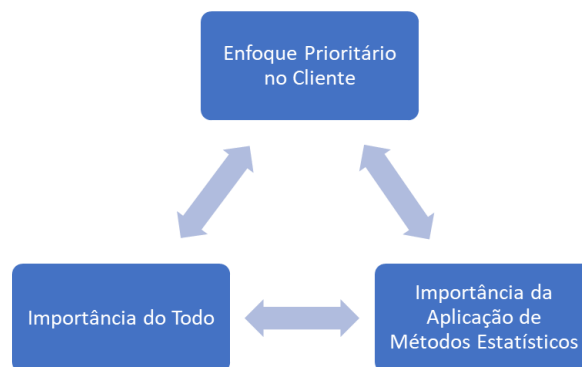 Enfoque Prioritário
no Cliente
Importância do Todo
Importância da
Aplicação de
Métodos Estatísticos